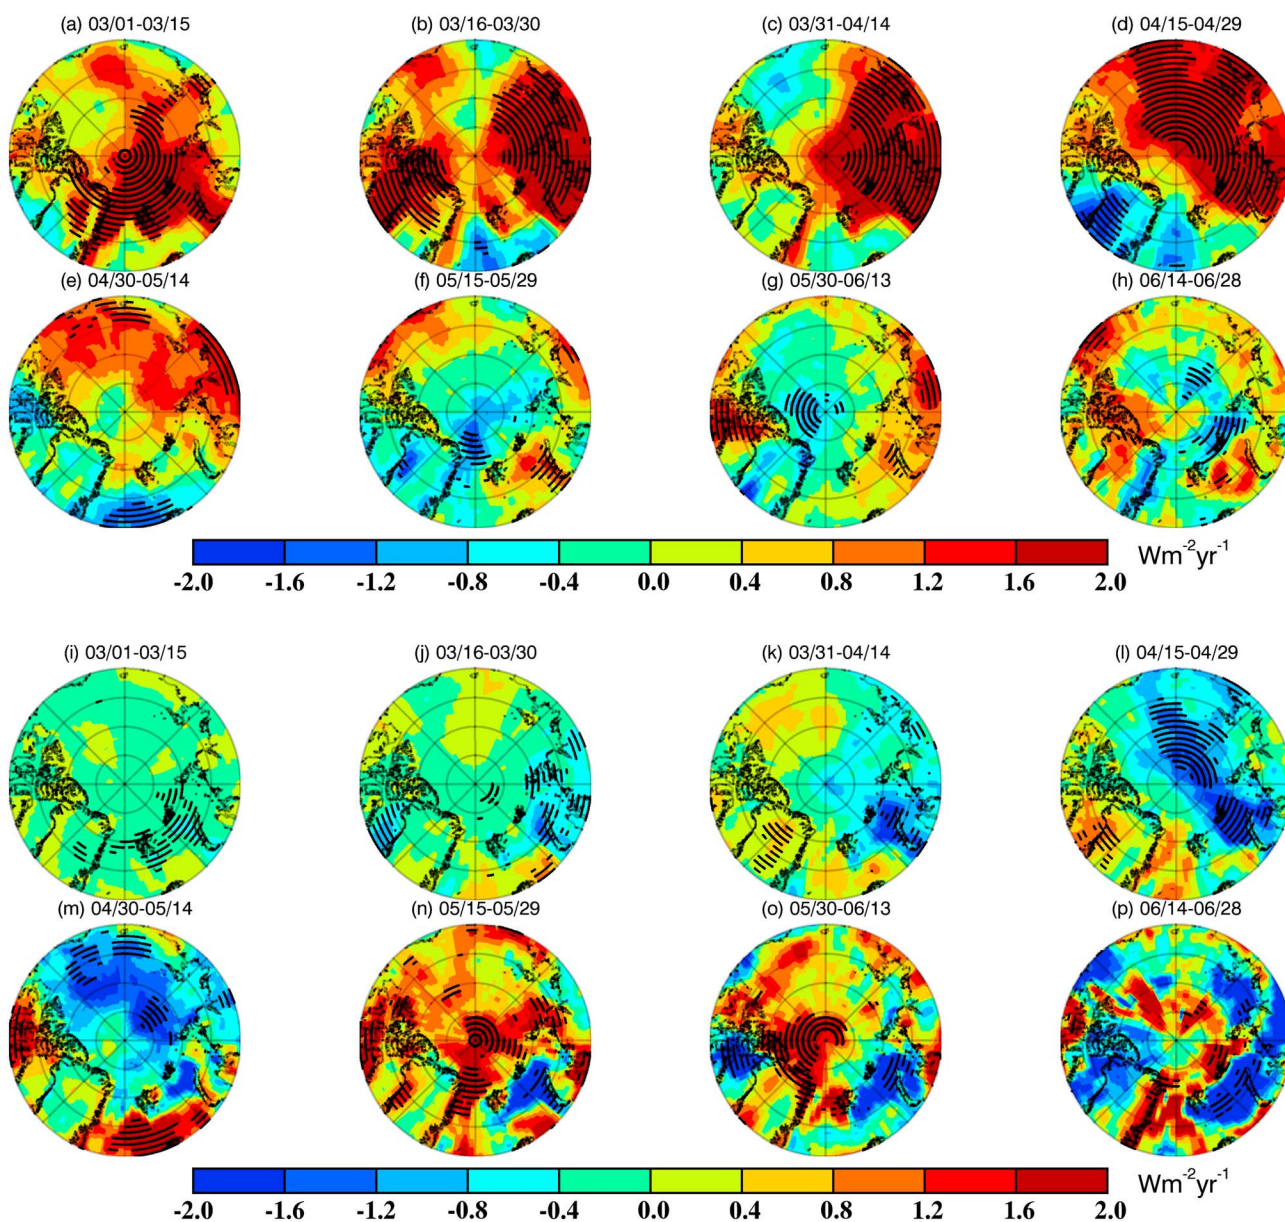 (a) 03/01-03/15 (b) 03/16-03/30 (c) 03/31-04/14 (d) 04/15-04/29
(e) 04/30-05/14 (f) 05/15-05/29 (g) 05/30-06/13 (h) 06/14-06/28
-2.0 -1.6 -1.2 -0.8 -0.4 0.0 0.4 0.8 1.2 1.6 2.0 Wm⁻²yr⁻¹
(i) 03/01-03/15 (j) 03/16-03/30 (k) 03/31-04/14 (l) 04/15-04/29
(m) 04/30-05/14 (n) 05/15-05/29 (o) 05/30-06/13 (p) 06/14-06/28
-2.0 -1.6 -1.2 -0.8 -0.4 0.0 0.4 0.8 1.2 1.6 2.0 Wm⁻²yr⁻¹